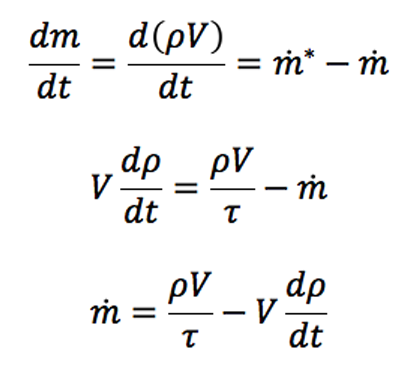 dm/dt = d(ρV)/dt = ṁ* − ṁ
V dρ/dt = ρV/τ − ṁ
ṁ = ρV/τ − V dρ/dt